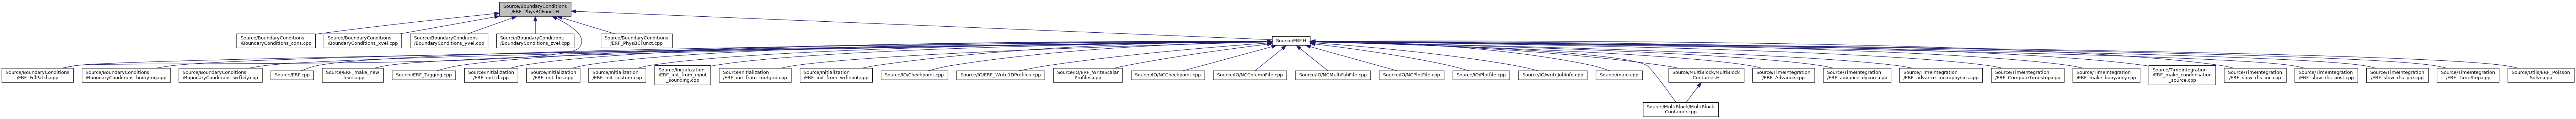 Source/BoundaryConditions
/ERF_PhysBCFunct.H
Source/BoundaryConditions
/BoundaryConditions_cons.cpp
Source/BoundaryConditions
/BoundaryConditions_xvel.cpp
Source/BoundaryConditions
/BoundaryConditions_yvel.cpp
Source/BoundaryConditions
/BoundaryConditions_zvel.cpp
Source/BoundaryConditions
/ERF_PhysBCFunct.cpp
Source/ERF.H
Source/BoundaryConditions
/ERF_FillPatch.cpp
Source/BoundaryConditions
/BoundaryConditions_bndryreg.cpp
Source/BoundaryConditions
/BoundaryConditions_wrfbdy.cpp
Source/ERF.cpp
Source/ERF_make_new
_level.cpp
Source/ERF_Tagging.cpp
Source/Initialization
/ERF_init1d.cpp
Source/Initialization
/ERF_init_bcs.cpp
Source/Initialization
/ERF_init_custom.cpp
Source/Initialization
/ERF_init_from_input
_sounding.cpp
Source/Initialization
/ERF_init_from_metgrid.cpp
Source/Initialization
/ERF_init_from_wrfinput.cpp
Source/IO/Checkpoint.cpp
Source/IO/ERF_Write1DProfiles.cpp
Source/IO/ERF_WriteScalar
Profiles.cpp
Source/IO/NCCheckpoint.cpp
Source/IO/NCColumnFile.cpp
Source/IO/NCMultiFabFile.cpp
Source/IO/NCPlotFile.cpp
Source/IO/Plotfile.cpp
Source/IO/writeJobInfo.cpp
Source/main.cpp
Source/MultiBlock/MultiBlock
Container.H
Source/TimeIntegration
/ERF_Advance.cpp
Source/TimeIntegration
/ERF_advance_dycore.cpp
Source/TimeIntegration
/ERF_advance_microphysics.cpp
Source/TimeIntegration
/ERF_ComputeTimestep.cpp
Source/TimeIntegration
/ERF_make_buoyancy.cpp
Source/TimeIntegration
/ERF_make_condensation
_source.cpp
Source/TimeIntegration
/ERF_slow_rhs_inc.cpp
Source/TimeIntegration
/ERF_slow_rhs_post.cpp
Source/TimeIntegration
/ERF_slow_rhs_pre.cpp
Source/TimeIntegration
/ERF_TimeStep.cpp
Source/Utils/ERF_Poisson
Solve.cpp
Source/MultiBlock/MultiBlock
Container.cpp